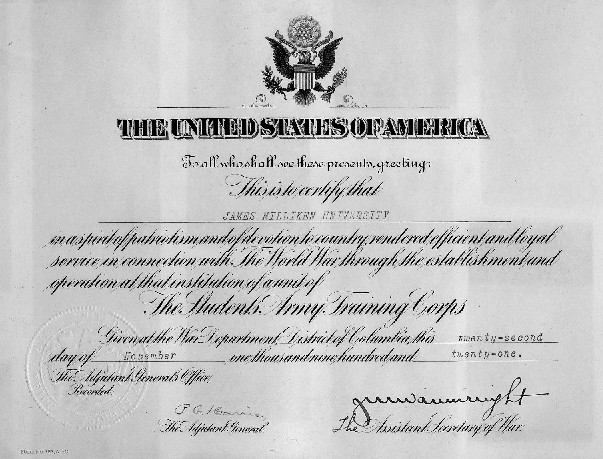 THE UNITED STATES OF AMERICA
To all who shall see these presents, greeting:
This is to certify that
JAMES MILLIKEN UNIVERSITY
in a spirit of patriotism and of devotion to country, rendered efficient and loyal
service in connection with The World War through the establishment and
operation at that institution of a unit of
The Students' Army Training Corps
Given at the War Department, District of Columbia, this twenty-second
day of November one thousand nine hundred and twenty-one.
The Adjutant General's Office
Recorded.
The Adjutant General
The Assistant Secretary of War.